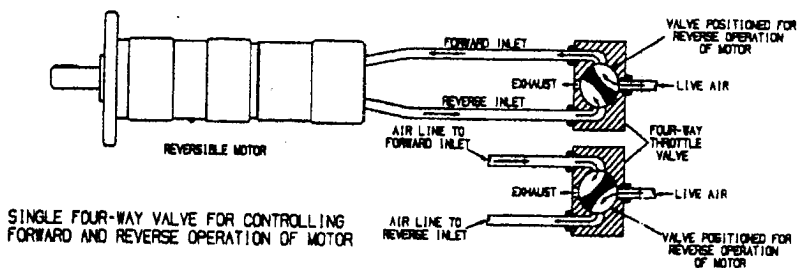 VALVE POSITIONED FOR
REVERSE OPERATION
OF MOTOR
FORWARD INLET
EXHAUST
LIVE AIR
REVERSE INLET
REVERSIBLE MOTOR
AIR LINE TO
FORWARD INLET
FOUR-WAY
THROTTLE
VALVE
EXHAUST
LIVE AIR
AIR LINE TO
REVERSE INLET
VALVE POSITIONED FOR
REVERSE OPERATION OF
MOTOR
SINGLE FOUR-WAY VALVE FOR CONTROLLING
FORWARD AND REVERSE OPERATION OF MOTOR